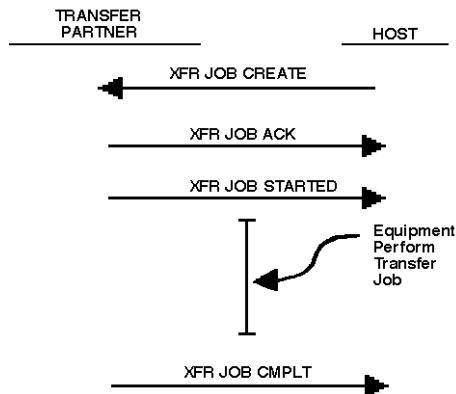 TRANSFER
PARTNER
HOST
XFR JOB CREATE
XFR JOB ACK
XFR JOB STARTED
Equipment
Perform
Transfer
Job
XFR JOB CMPLT